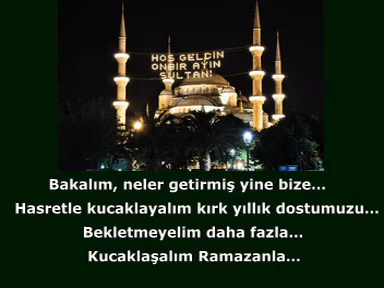 HOŞ GELDİN
ONBİR AYIN
SULTANI
Bakalım, neler getirmiş yine bize...
Hasretle kucaklayalım kırk yıllık dostumuzu...
Bekletmeyelim daha fazla...
Kucaklaşalım Ramazanla...